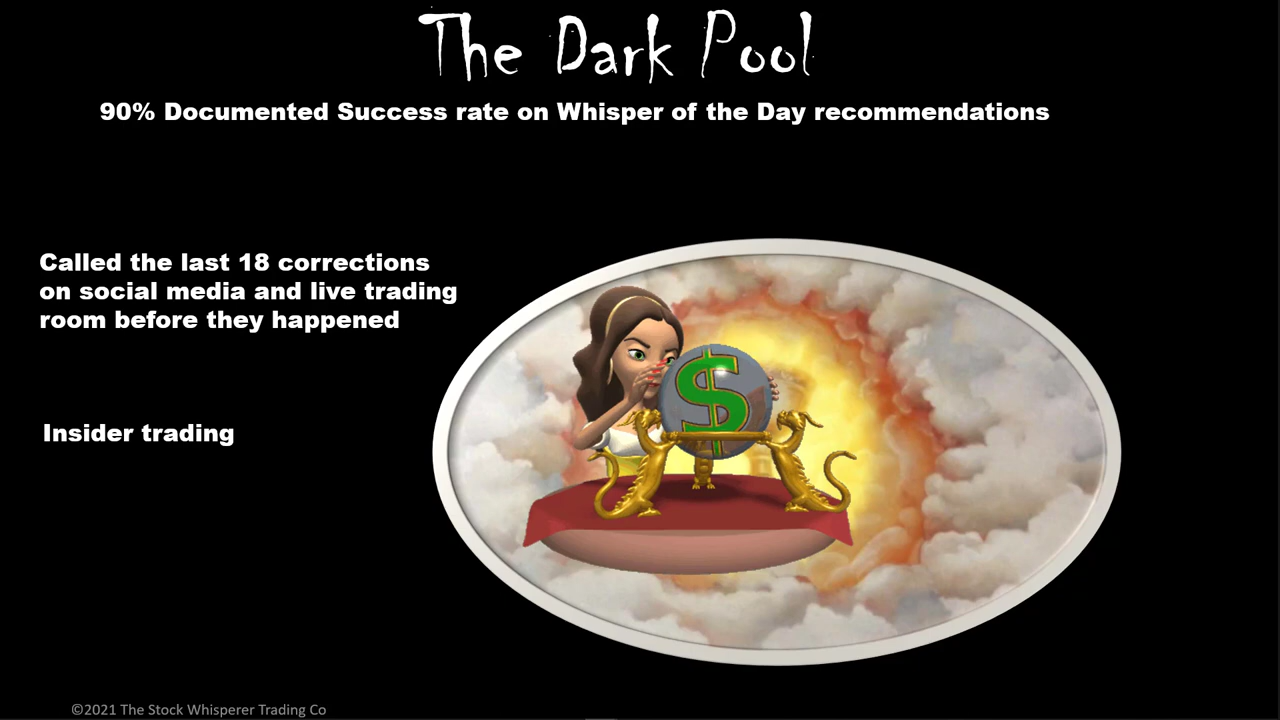 The Dark Pool
90% Documented Success rate on Whisper of the Day recommendations
Called the last 18 corrections
on social media and live trading
room before they happened
$
Insider trading
©2021 The Stock Whisperer Trading Co